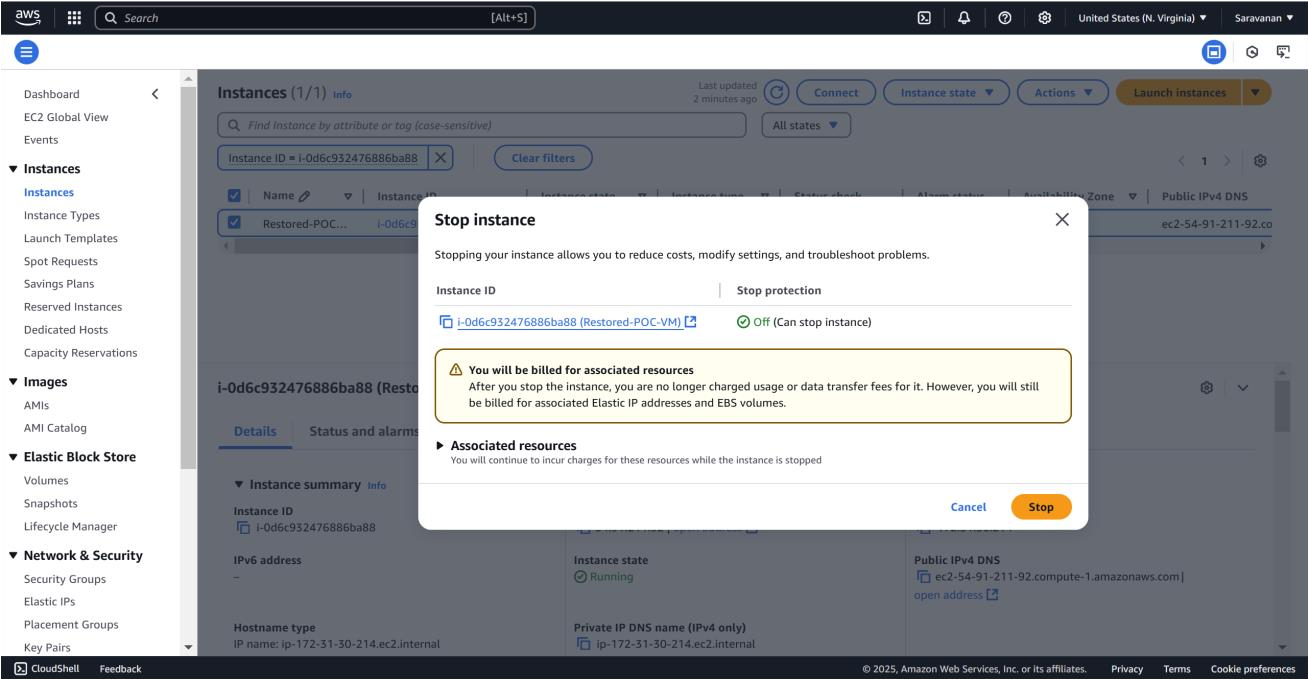 aws
Search
[Alt+S]
United States (N. Virginia)
Saravanan
Dashboard
EC2 Global View
Events
Instances
Instances
Instance Types
Launch Templates
Spot Requests
Savings Plans
Reserved Instances
Dedicated Hosts
Capacity Reservations
Images
AMIs
AMI Catalog
Elastic Block Store
Volumes
Snapshots
Lifecycle Manager
Network & Security
Security Groups
Elastic IPs
Placement Groups
Key Pairs
Instances (1/1) Info
Last updated
2 minutes ago
Connect
Instance state
Actions
Launch instances
Find Instance by attribute or tag (case-sensitive)
All states
Instance ID = i-0d6c932476886ba88
Clear filters
1
Name
Instance ID
Instance state
Instance type
Status check
Alarm status
Availability Zone
Public IPv4 DNS
Restored-POC...
i-0d6c9
ec2-54-91-211-92.co
Stop instance
Stopping your instance allows you to reduce costs, modify settings, and troubleshoot problems.
Instance ID
Stop protection
i-0d6c932476886ba88 (Restored-POC-VM)
Off (Can stop instance)
You will be billed for associated resources
After you stop the instance, you are no longer charged usage or data transfer fees for it. However, you will still
be billed for associated Elastic IP addresses and EBS volumes.
Associated resources
You will continue to incur charges for these resources while the instance is stopped
Cancel
Stop
i-0d6c932476886ba88 (Resto
Details
Status and alarms
Instance summary Info
Instance ID
i-0d6c932476886ba88
IPv6 address
–
Instance state
Running
Public IPv4 DNS
ec2-54-91-211-92.compute-1.amazonaws.com |
open address
Hostname type
IP name: ip-172-31-30-214.ec2.internal
Private IP DNS name (IPv4 only)
ip-172-31-30-214.ec2.internal
CloudShell
Feedback
© 2025, Amazon Web Services, Inc. or its affiliates.
Privacy
Terms
Cookie preferences